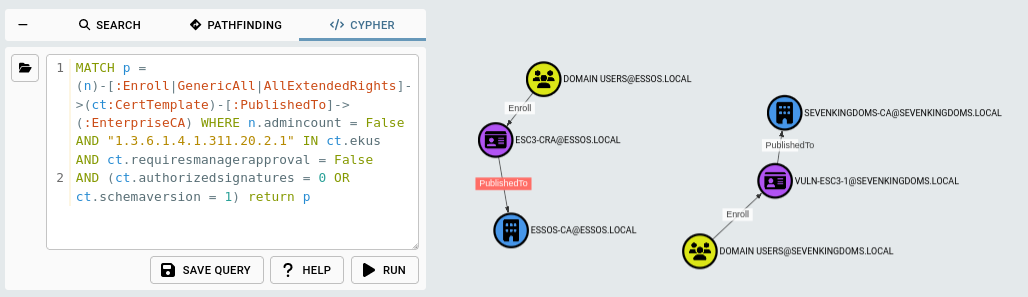 SEARCH
PATHFINDING
</> CYPHER
1 MATCH p =
(n)-[:Enroll|GenericAll|AllExtendedRights]-
>(ct:CertTemplate)-[:PublishedTo]->
(:EnterpriseCA) WHERE n.admincount = False
AND "1.3.6.1.4.1.311.20.2.1" IN ct.ekus
AND ct.requiresmanagerapproval = False
2 AND (ct.authorizedsignatures = 0 OR
ct.schemaversion = 1) return p
SAVE QUERY
? HELP
RUN
DOMAIN USERS@ESSOS.LOCAL
Enroll
ESC3-CRA@ESSOS.LOCAL
PublishedTo
ESSOS-CA@ESSOS.LOCAL
SEVENKINGDOMS-CA@SEVENKINGDOMS.LOCAL
PublishedTo
VULN-ESC3-1@SEVENKINGDOMS.LOCAL
Enroll
DOMAIN USERS@SEVENKINGDOMS.LOCAL